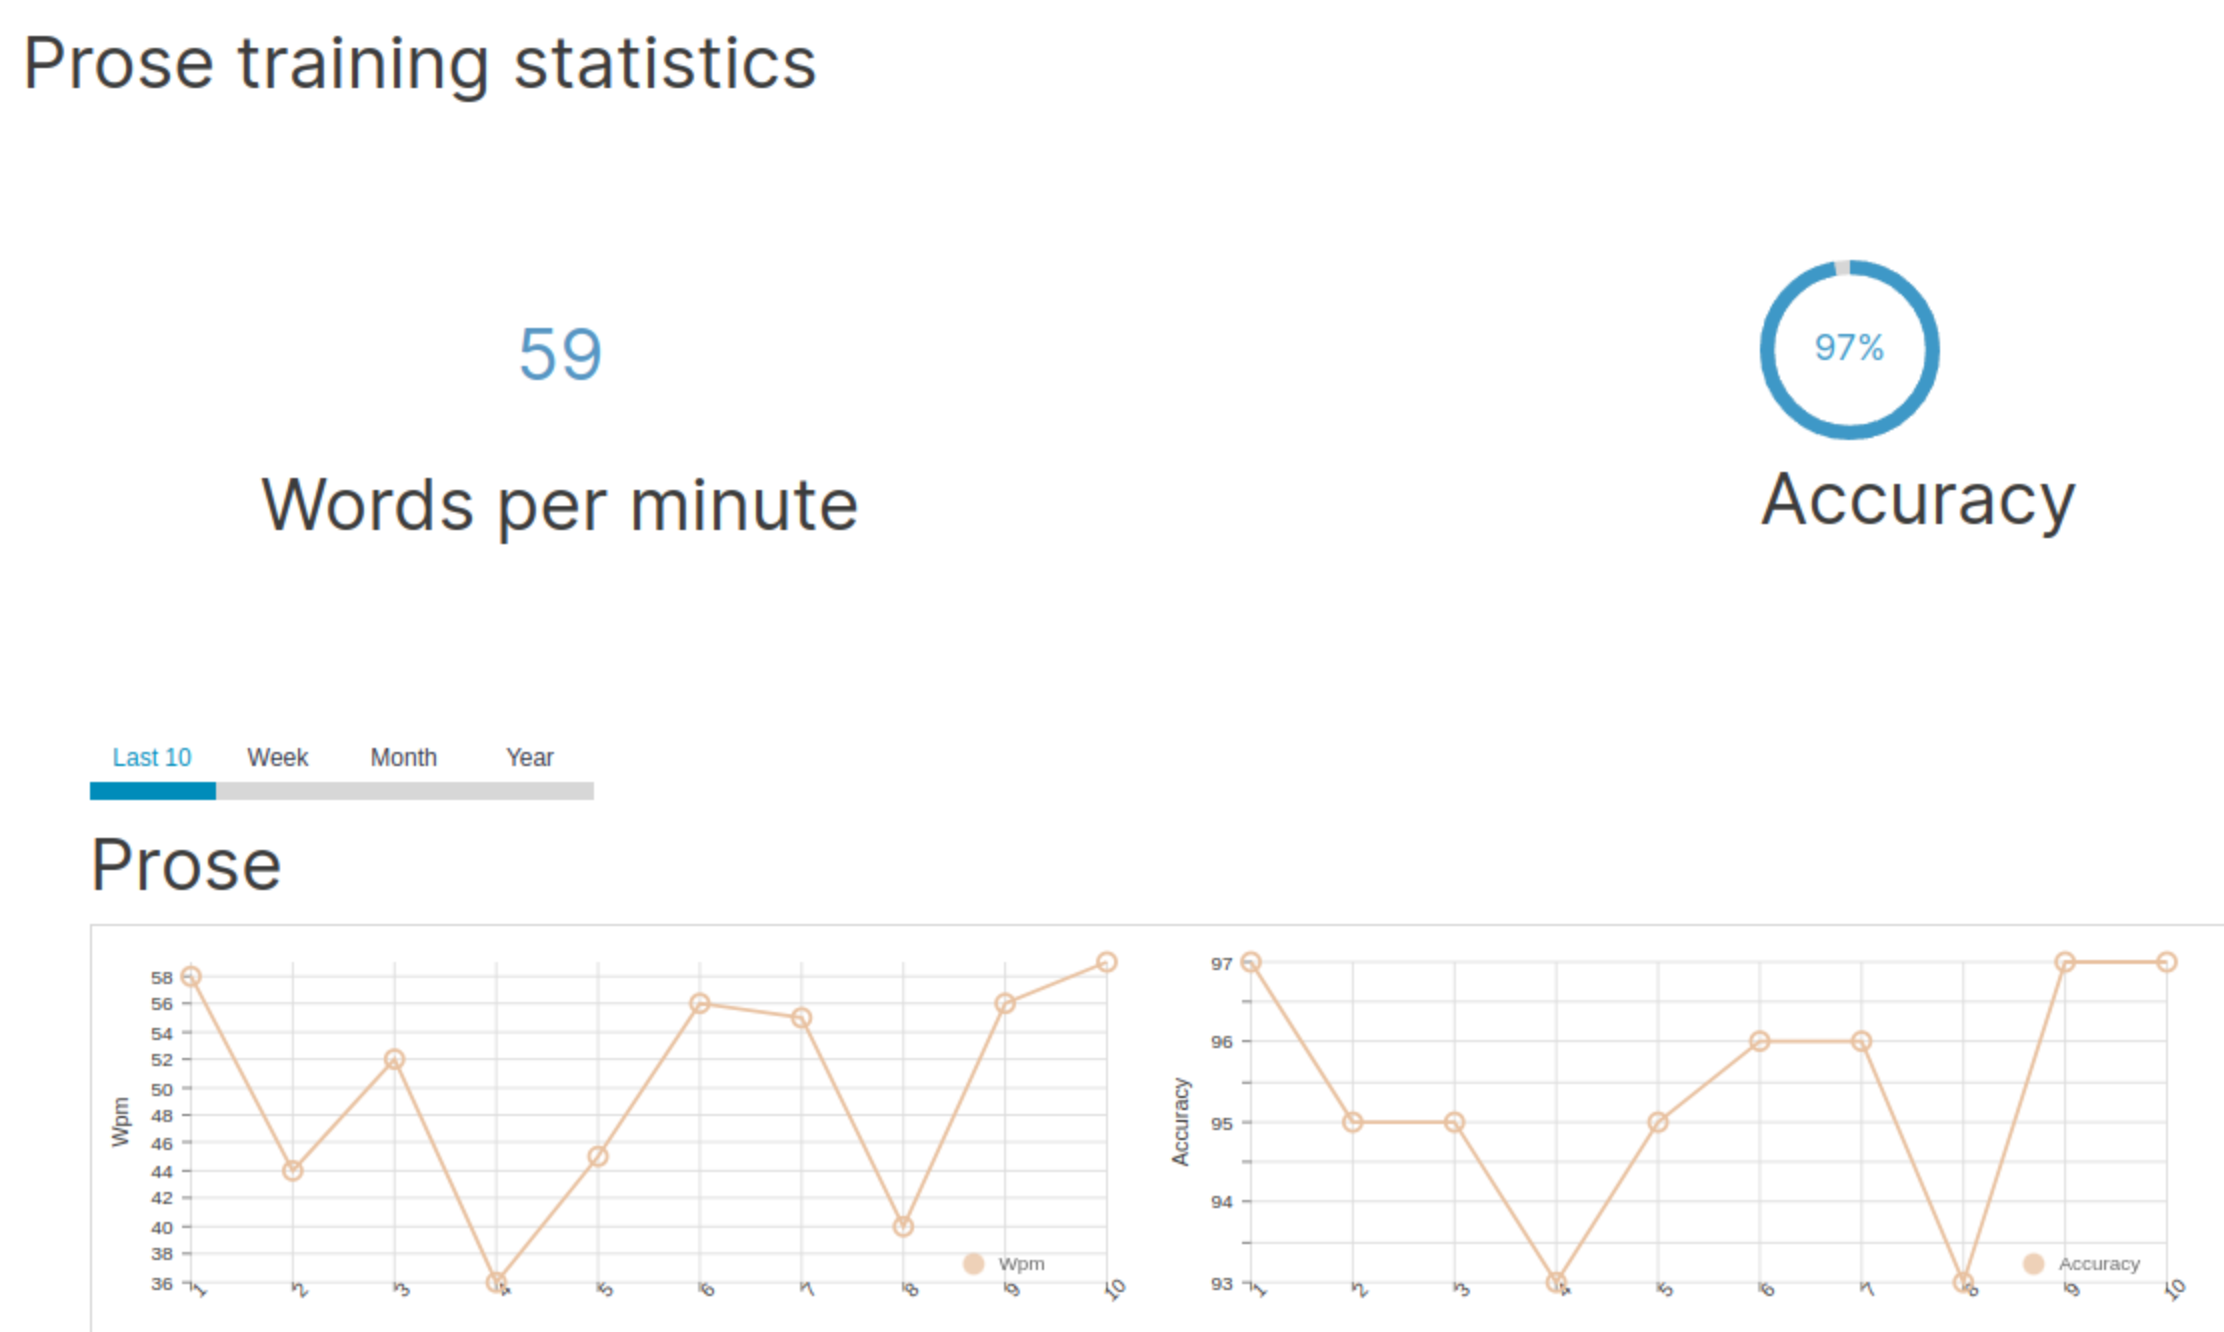 Prose training statistics
59
Words per minute
97%
Accuracy
Last 10 Week Month Year
Prose
58
56
54
52
50
48
46
44
42
40
38
36
Wpm
1 2 3 4 5 6 7 8 9 10
Wpm
97
96
95
94
93
Accuracy
1 2 3 4 5 6 7 8 9 10
Accuracy